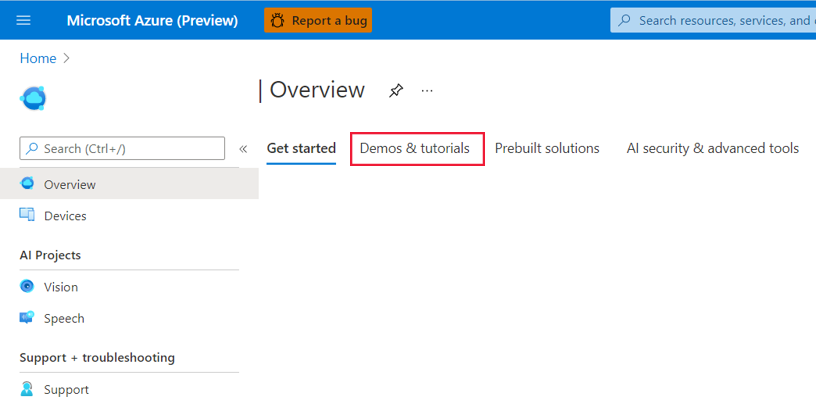 Microsoft Azure (Preview)
Report a bug
Search resources, services, and
Home
| Overview
...
Search (Ctrl+/)
«
Get started
Demos & tutorials
Prebuilt solutions
AI security & advanced tools
Overview
Devices
AI Projects
Vision
Speech
Support + troubleshooting
Support